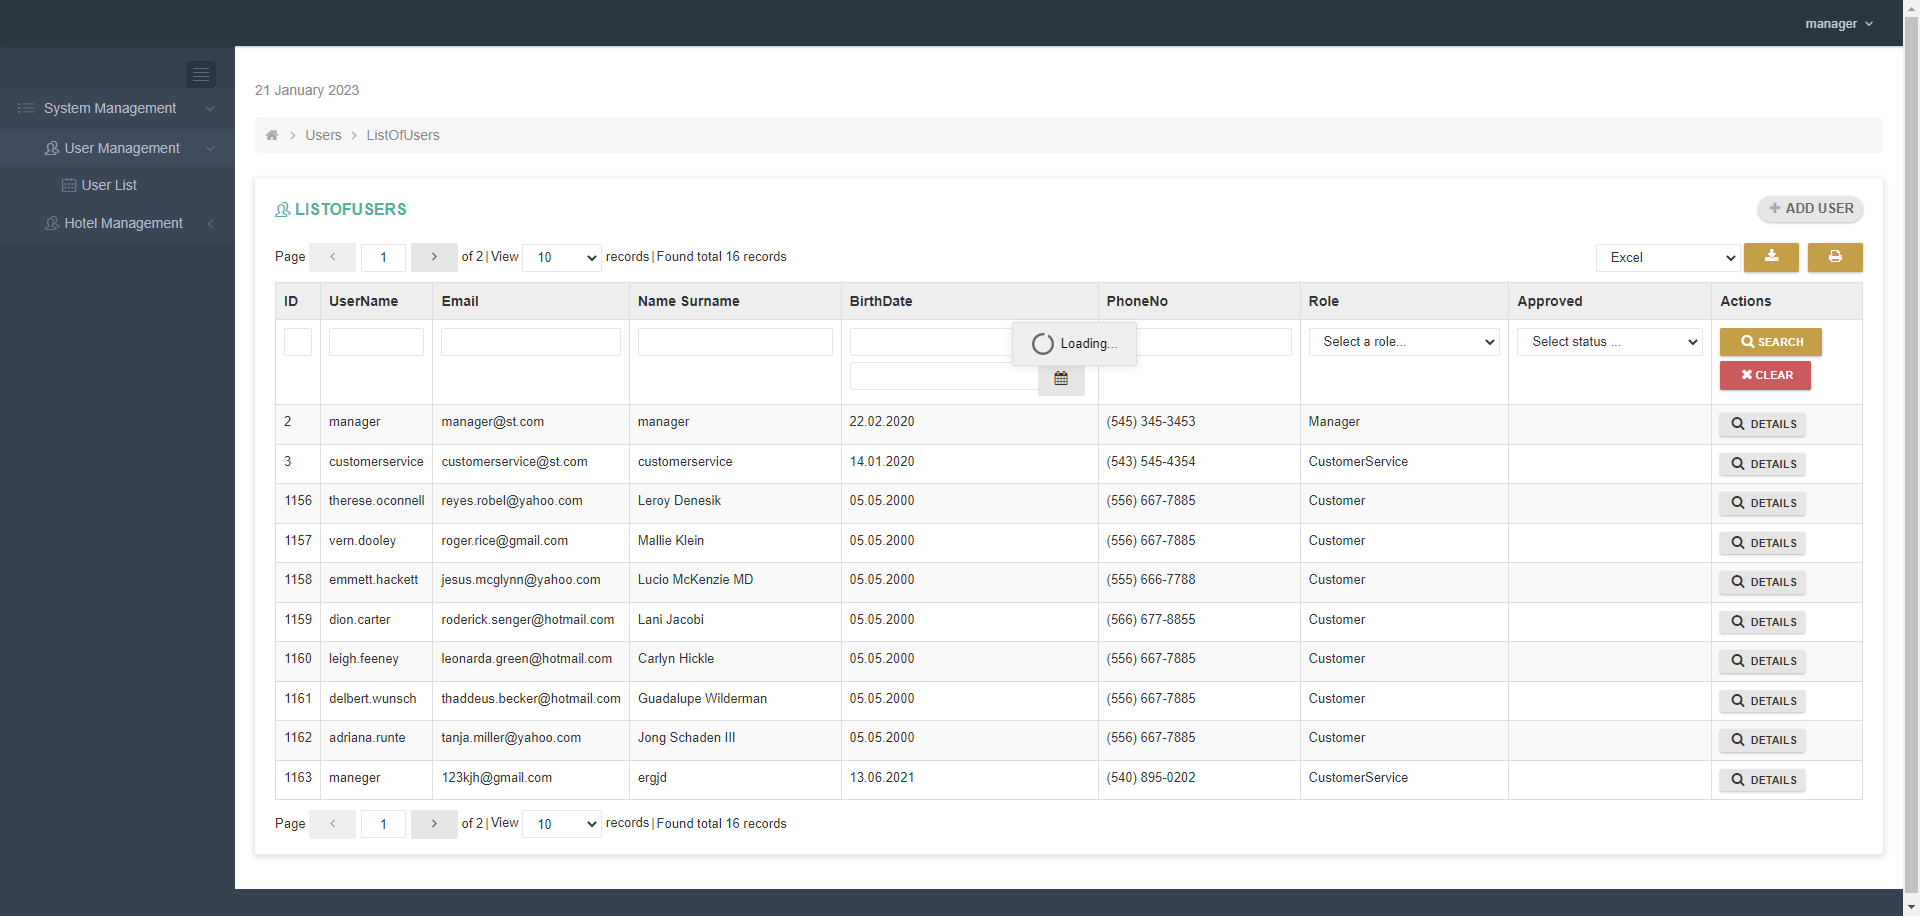 manager
System Management
User Management
User List
Hotel Management
21 January 2023
Users
ListOfUsers
LISTOFUSERS
ADD USER
Page 1 of 2 | View 10 records | Found total 16 records
Excel
ID UserName Email Name Surname BirthDate PhoneNo Role Approved Actions
Loading...
Select a role... Select status ... SEARCH
CLEAR
2 manager manager@st.com manager 22.02.2020 (545) 345-3453 Manager DETAILS
3 customerservice customerservice@st.com customerservice 14.01.2020 (543) 545-4354 CustomerService DETAILS
1156 therese.oconnell reyes.robel@yahoo.com Leroy Denesik 05.05.2000 (556) 667-7885 Customer DETAILS
1157 vern.dooley roger.rice@gmail.com Mallie Klein 05.05.2000 (556) 667-7885 Customer DETAILS
1158 emmett.hackett jesus.mcglynn@yahoo.com Lucio McKenzie MD 05.05.2000 (555) 666-7788 Customer DETAILS
1159 dion.carter roderick.senger@hotmail.com Lani Jacobi 05.05.2000 (566) 677-8855 Customer DETAILS
1160 leigh.feeney leonarda.green@hotmail.com Carlyn Hickle 05.05.2000 (556) 667-7885 Customer DETAILS
1161 delbert.wunsch thaddeus.becker@hotmail.com Guadalupe Wilderman 05.05.2000 (556) 667-7885 Customer DETAILS
1162 adriana.runte tanja.miller@yahoo.com Jong Schaden III 05.05.2000 (556) 667-7885 Customer DETAILS
1163 maneger 123kjh@gmail.com ergjd 13.06.2021 (540) 895-0202 CustomerService DETAILS
Page 1 of 2 | View 10 records | Found total 16 records